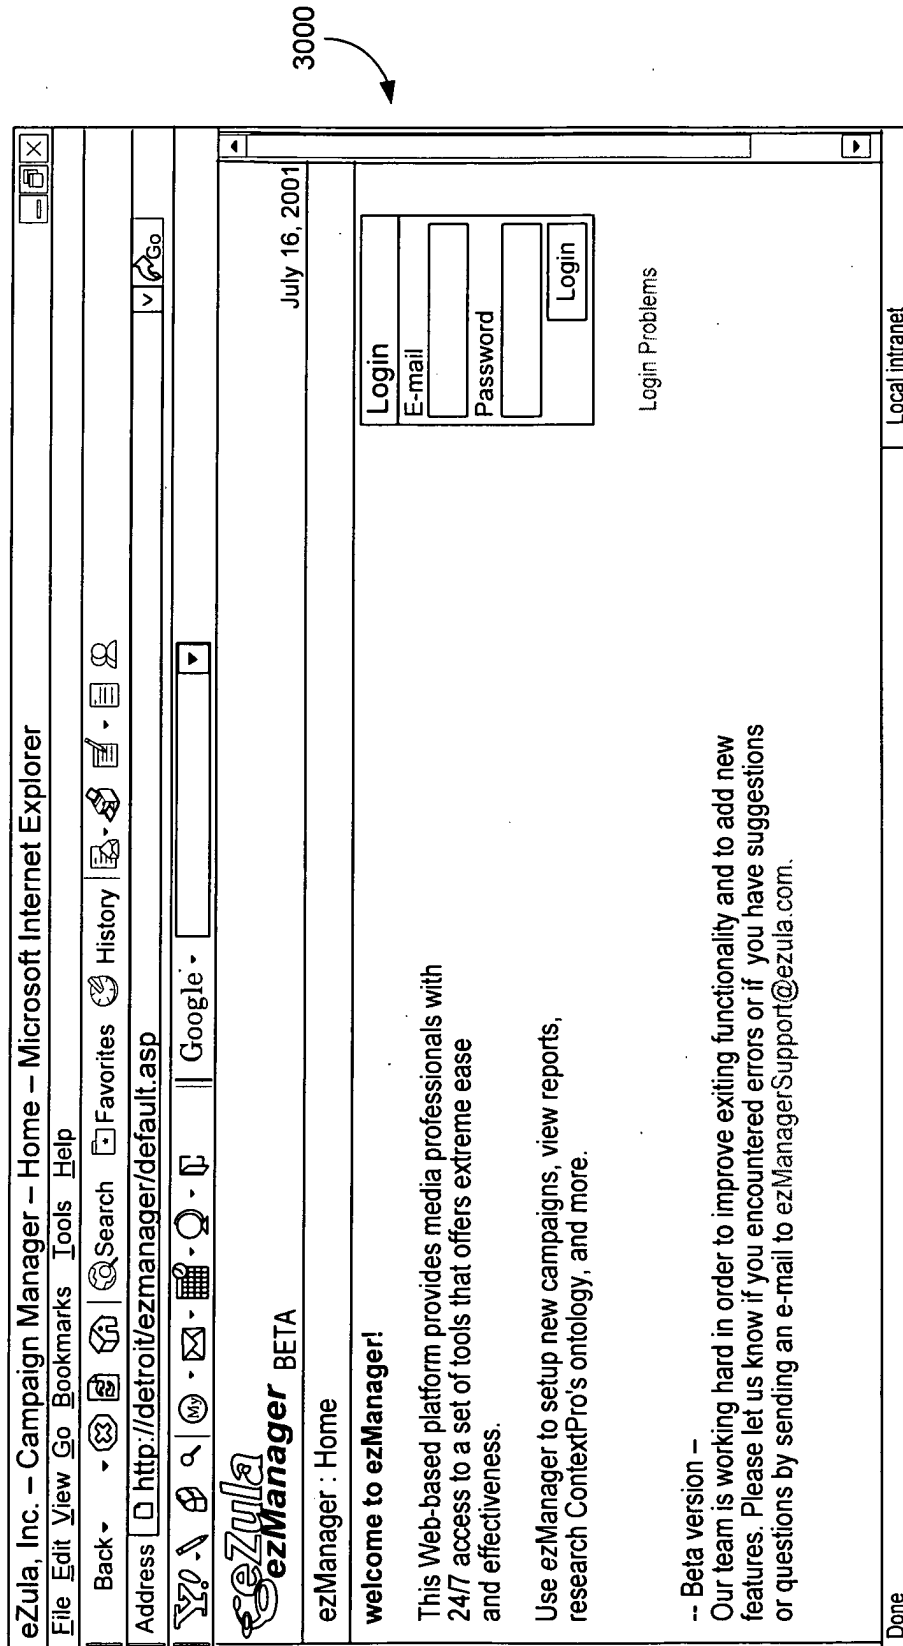 3000
eZula, Inc. – Campaign Manager – Home – Microsoft Internet Explorer
File Edit View Go Bookmarks Tools Help
Back Search Favorites History
Address http://detroit/ezmanager/default.asp Go
Y! My Google
eZula
ezManager BETA
July 16, 2001
ezManager : Home
welcome to ezManager!
Login
E-mail
Password
Login
This Web-based platform provides media professionals with
24/7 access to a set of tools that offers extreme ease
and effectiveness.
Use ezManager to setup new campaigns, view reports,
research ContextPro's ontology, and more.
Login Problems
-- Beta version –
Our team is working hard in order to improve exiting functionality and to add new
features. Please let us know if you encountered errors or if you have suggestions
or questions by sending an e-mail to ezManagerSupport@ezula.com.
Done Local intranet